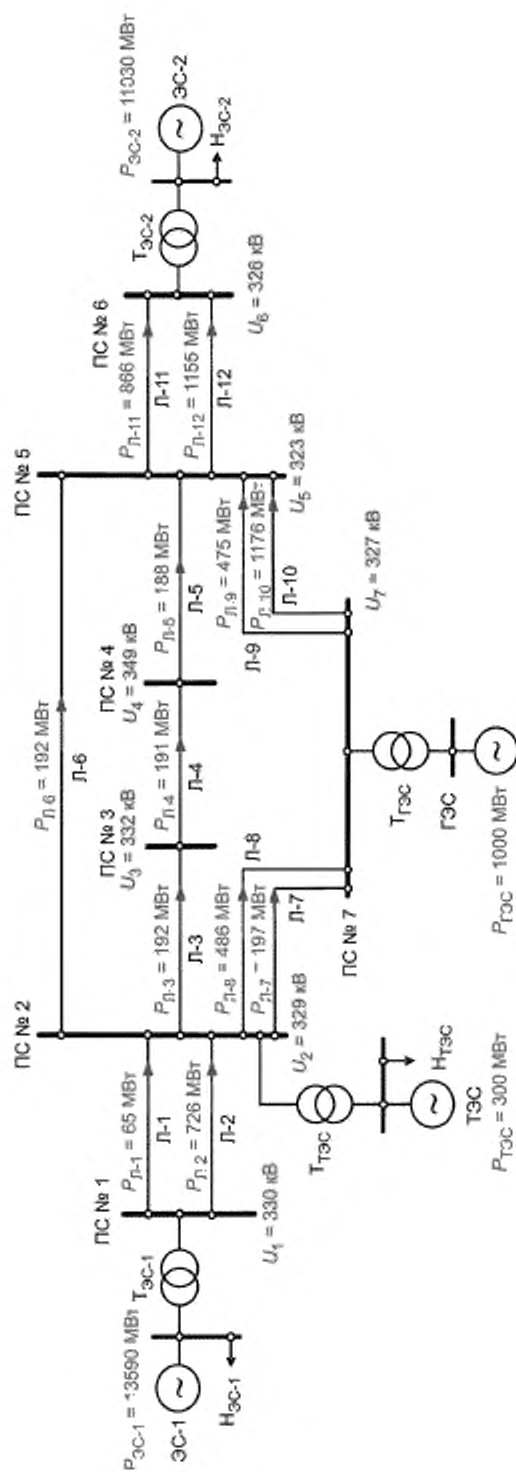 P_ЭС-1 = 13590 МВт
ЭС-1
Н_ЭС-1
Т_ЭС-1
ПС № 1
U_1 = 330 кВ
P_Л-1 = 65 МВт
Л-1
P_Л-2 = 726 МВт
Л-2
ПС № 2
U_2 = 329 кВ
Т_ТЭС
Н_ТЭС
ТЭС
P_ТЭС = 300 МВт
P_Л-6 = 192 МВт
Л-6
P_Л-3 = 192 МВт
Л-3
ПС № 3
U_3 = 332 кВ
P_Л-4 = 191 МВт
Л-4
ПС № 4
U_4 = 349 кВ
P_Л-5 = 188 МВт
Л-5
P_Л-8 = 486 МВт
Л-8
P_Л-7 = 197 МВт
Л-7
ПС № 7
U_7 = 327 кВ
Т_ГЭС
ГЭС
P_ГЭС = 1000 МВт
P_Л-9 = 475 МВт
Л-9
P_Л-10 = 1176 МВт
Л-10
ПС № 5
U_5 = 323 кВ
P_Л-11 = 866 МВт
Л-11
P_Л-12 = 1155 МВт
Л-12
ПС № 6
U_6 = 326 кВ
Т_ЭС-2
P_ЭС-2 = 11030 МВт
ЭС-2
Н_ЭС-2